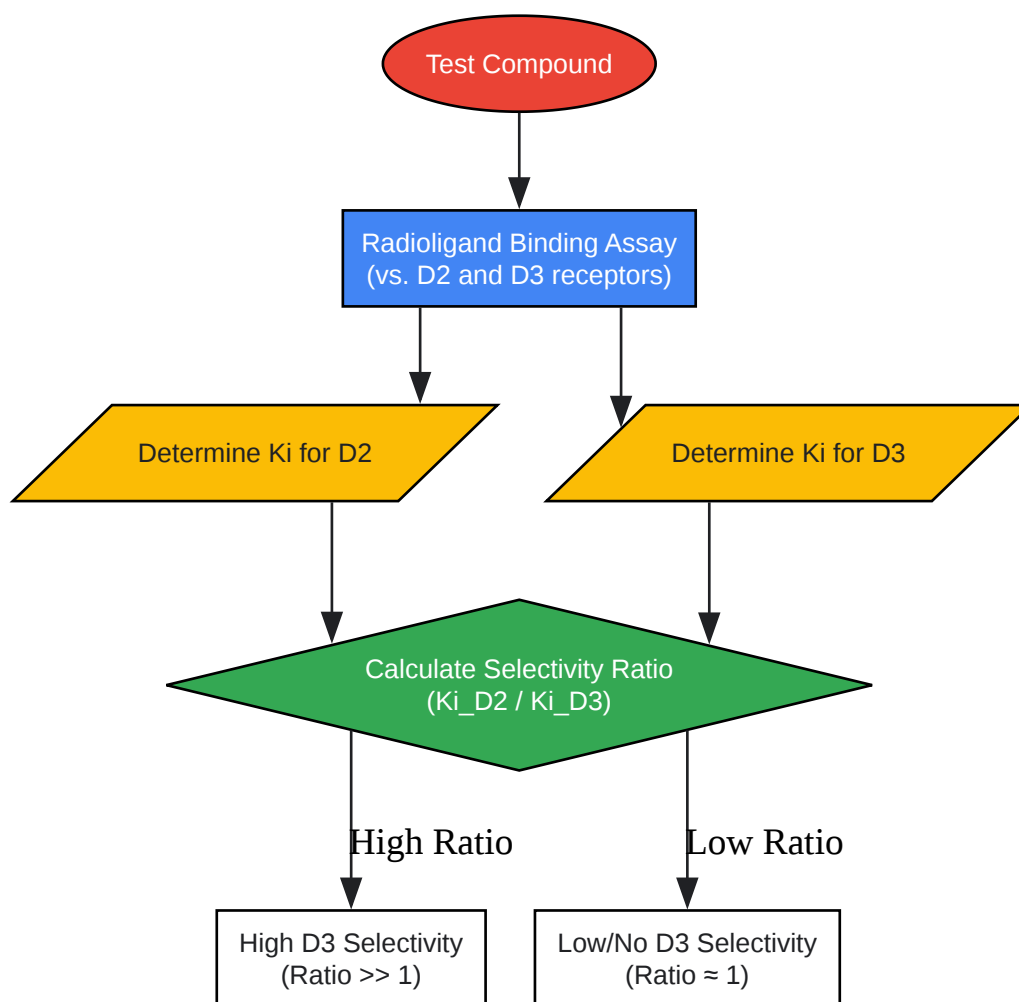 Test Compound
Radioligand Binding Assay
(vs. D2 and D3 receptors)
Determine Ki for D2
Determine Ki for D3
Calculate Selectivity Ratio
(Ki_D2 / Ki_D3)
High Ratio
Low Ratio
High D3 Selectivity
(Ratio >> 1)
Low/No D3 Selectivity
(Ratio ≈ 1)